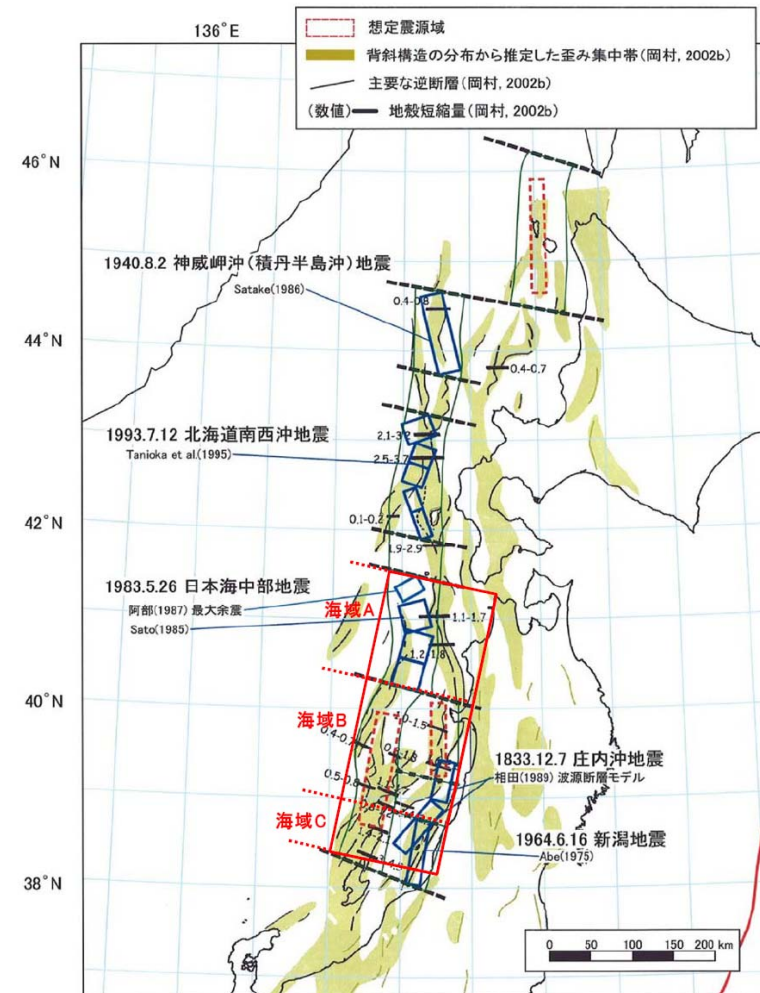 136°E
想定震源域
背斜構造の分布から推定した歪み集中帯(岡村, 2002b)
主要な逆断層(岡村, 2002b)
(数値) 地殻短縮量(岡村, 2002b)
46°N
1940.8.2 神威岬沖(積丹半島沖)地震
Satake(1986)
0.4-0.8
44°N
0.4-0.7
1993.7.12 北海道南西沖地震
Tanioka et al.(1995)
2.1-3.2
2.5-3.7
42°N
0.1-0.2
1.9-2.9
1983.5.26 日本海中部地震
阿部(1987) 最大余震
Sato(1985)
海域A
1.1-1.7
1.2-1.8
40°N
海域B
0.4-0.7
1.0-1.5
0.5-0.8
1833.12.7 庄内沖地震
相田(1989) 波源断層モデル
海域C
1964.6.16 新潟地震
Abe(1975)
38°N
0 50 100 150 200 km